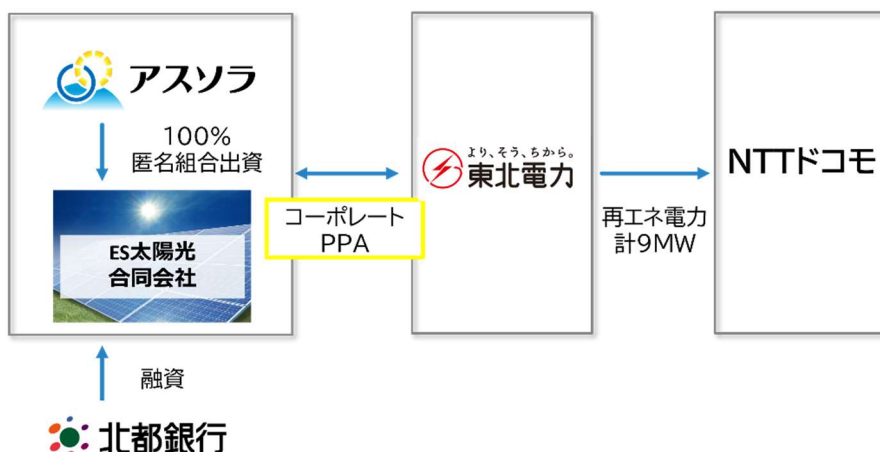 アスソラ
100%
匿名組合出資
ES太陽光
合同会社
コーポレート
PPA
より、そう、ちから。
東北電力
再エネ電力
計9MW
NTTドコモ
融資
北都銀行